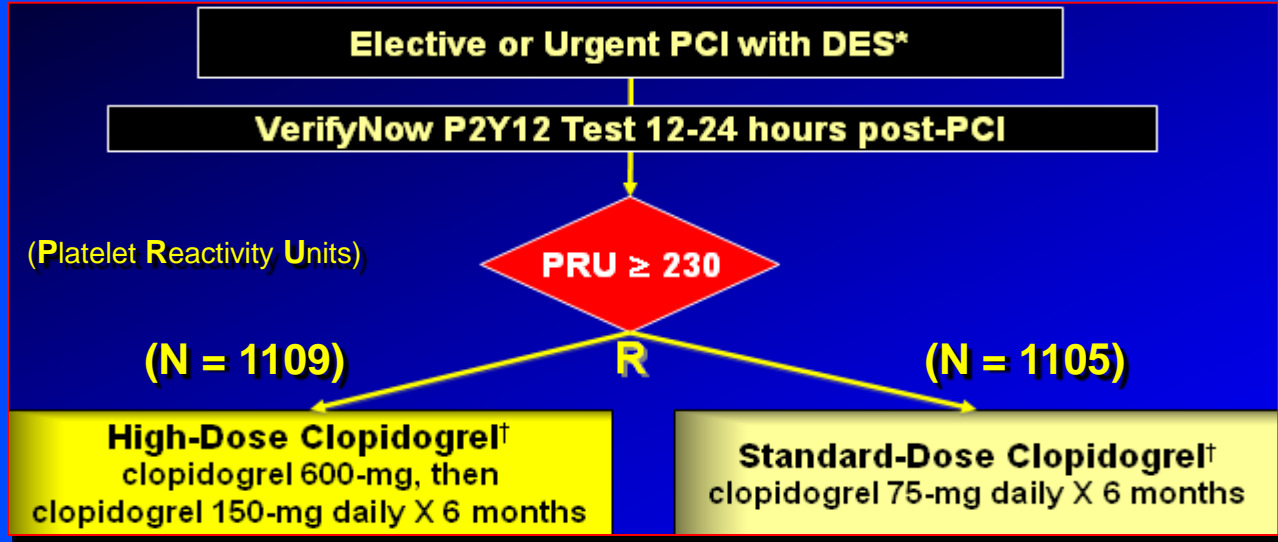 Elective or Urgent PCI with DES*
VerifyNow P2Y12 Test 12-24 hours post-PCI
(Platelet Reactivity Units)
PRU ≥ 230
(N = 1109)
R
(N = 1105)
High-Dose Clopidogrel†
clopidogrel 600-mg, then
clopidogrel 150-mg daily X 6 months
Standard-Dose Clopidogrel†
clopidogrel 75-mg daily X 6 months